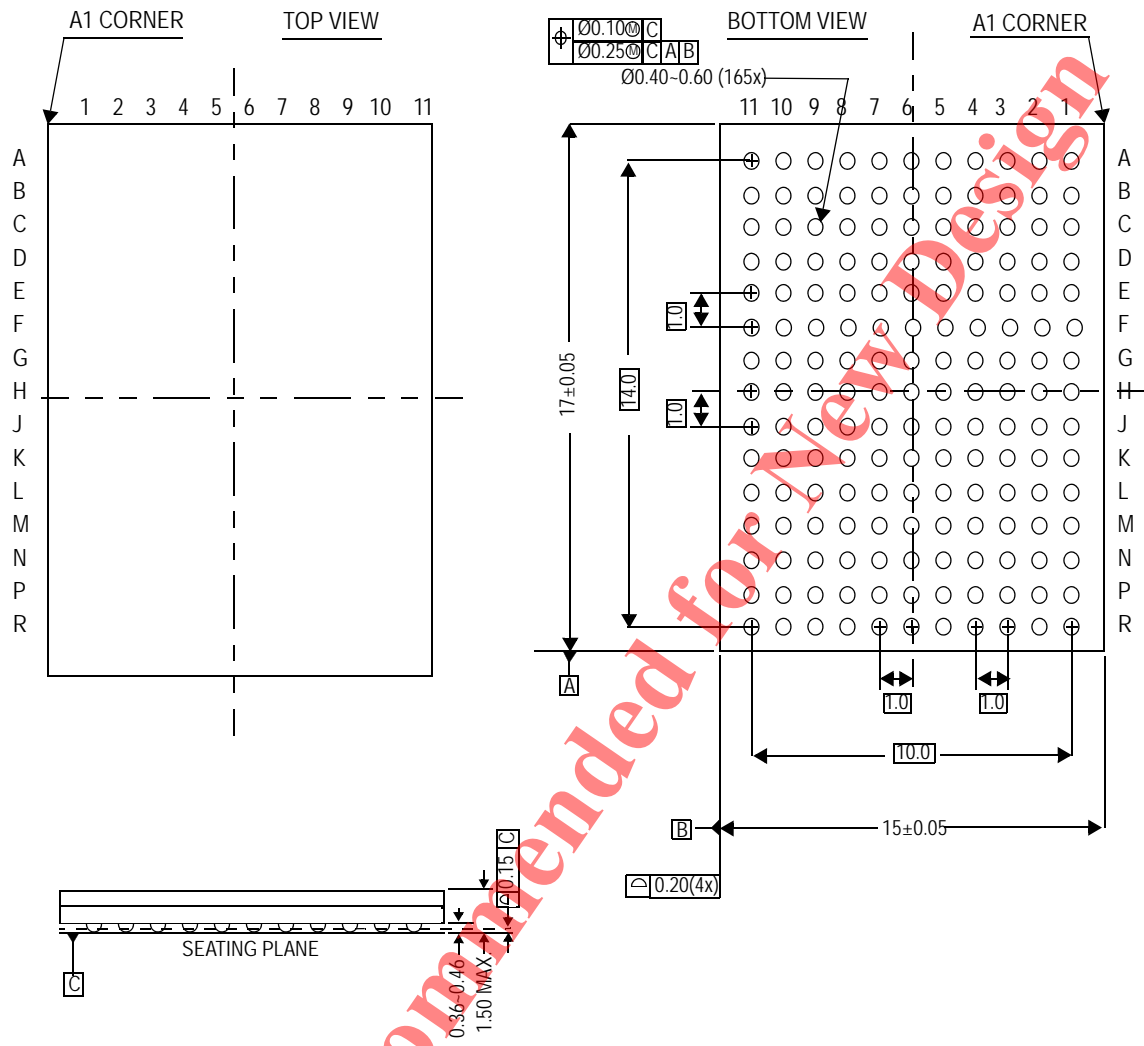 A1 CORNER
TOP VIEW
1 2 3 4 5 6 7 8 9 10 11
A
B
C
D
E
F
G
H
J
K
L
M
N
P
R
Ø0.10Ⓜ C
Ø0.25Ⓜ C A B
BOTTOM VIEW
A1 CORNER
Ø0.40~0.60 (165x)
11 10 9 8 7 6 5 4 3 2 1
A
B
C
D
E
F
G
H
J
K
L
M
N
P
R
17±0.05
14.0
1.0
1.0
A
1.0
1.0
10.0
B
15±0.05
0.20(4x)
0.15 C
SEATING PLANE
C
0.36~0.46
1.50 MAX.
ommended for New Design